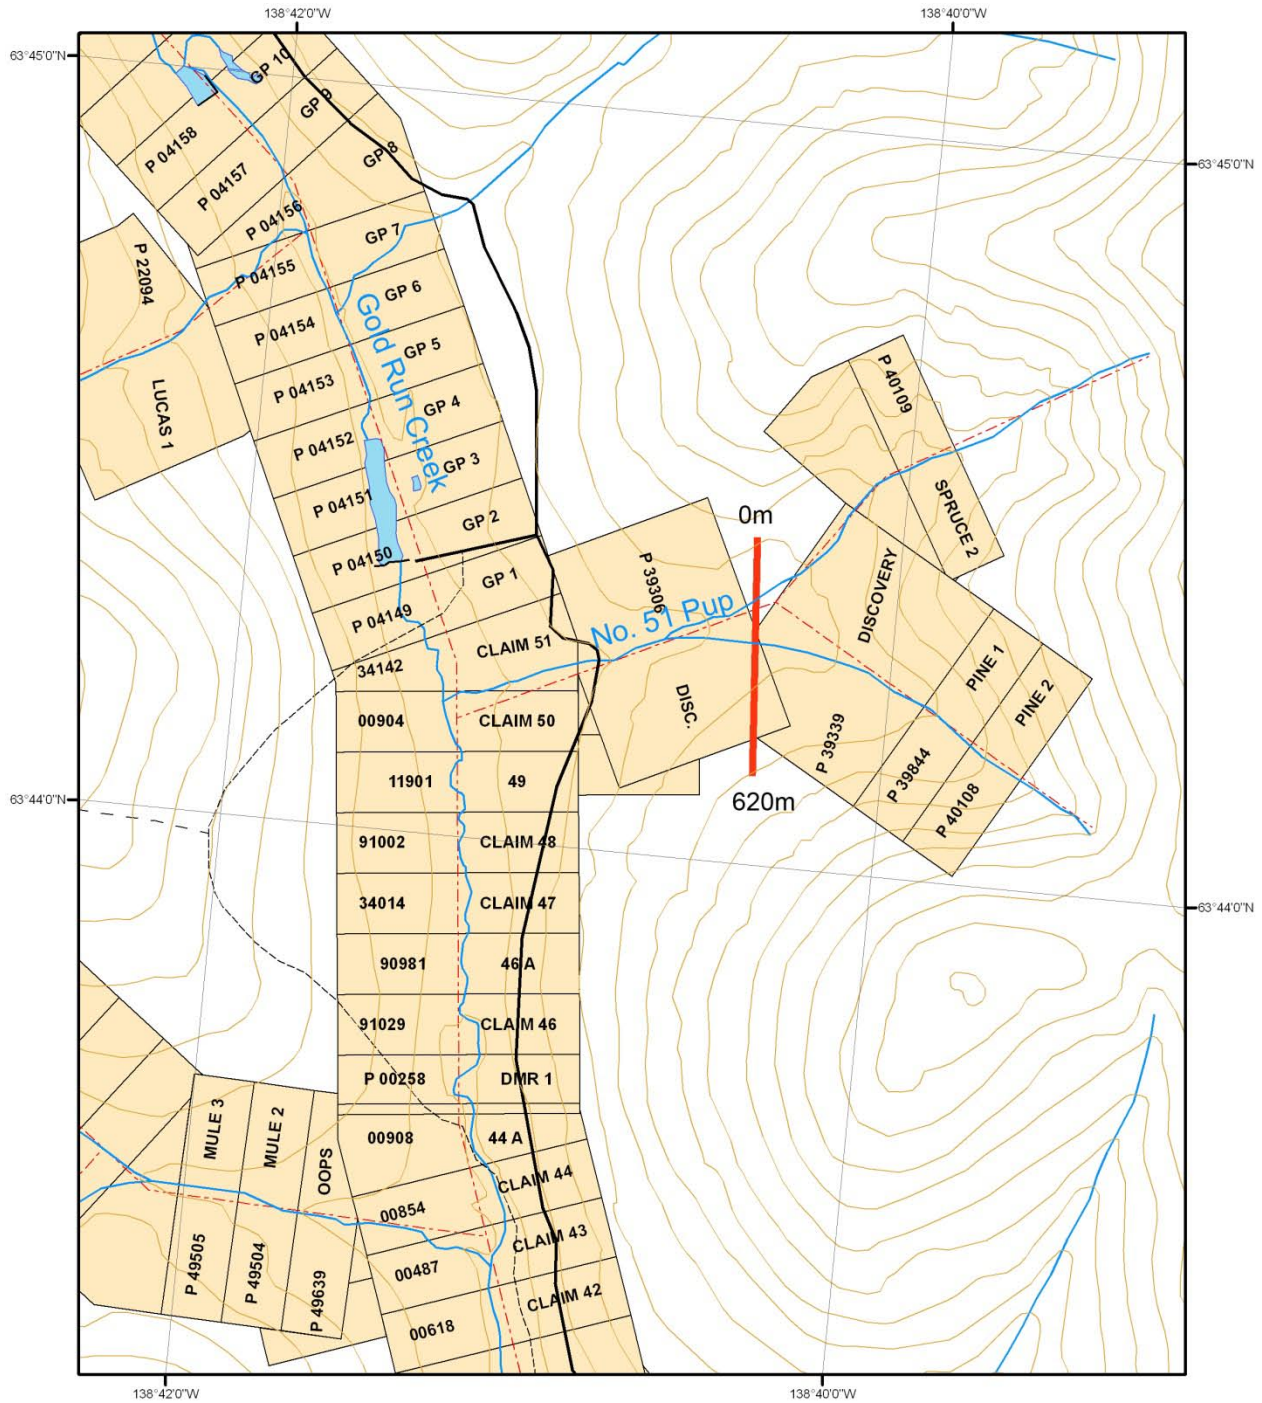 138°42'0"W
138°40'0"W
63°45'0"N
63°45'0"N
GP 10
GP 9
GP 8
P 04158
P 04157
P 04156
GP 7
P 22094
P 04155
GP 6
P 04154
GP 5
Gold Run Creek
P 04153
GP 4
LUCAS 1
P 04152
GP 3
P 04151
GP 2
P 04150
GP 1
P 04149
CLAIM 51
34142
P 40109
SPRUCE 2
0m
P 39306
No. 51 Pup
DISCOVERY
DISC.
PINE 1
PINE 2
P 39339
P 39844
P 40108
620m
00904
CLAIM 50
11901
49
63°44'0"N
91002
CLAIM 48
34014
CLAIM 47
63°44'0"N
90981
46 A
91029
CLAIM 46
P 00258
DMR 1
00908
44 A
MULE 3
MULE 2
OOPS
CLAIM 44
00854
CLAIM 43
P 49505
P 49504
P 49639
00487
CLAIM 42
00618
138°42'0"W
138°40'0"W